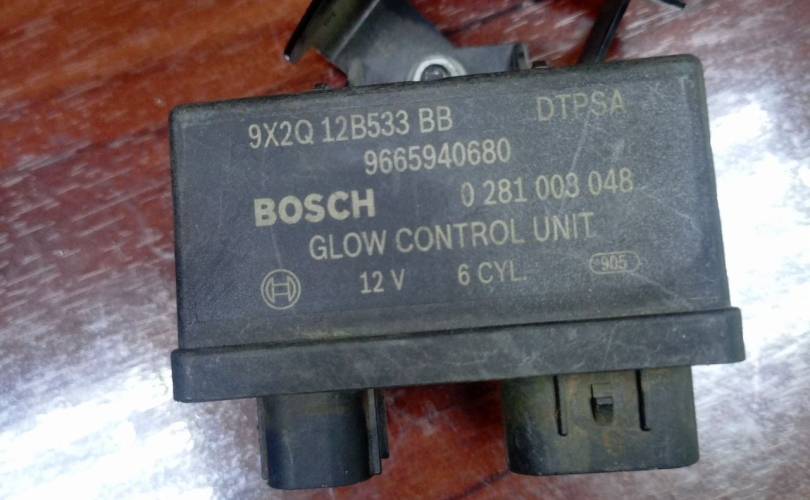 9X2Q 12B533 BB DTPSA
9665940680
BOSCH 0 281 003 048
GLOW CONTROL UNIT
12 V 6 CYL. 905